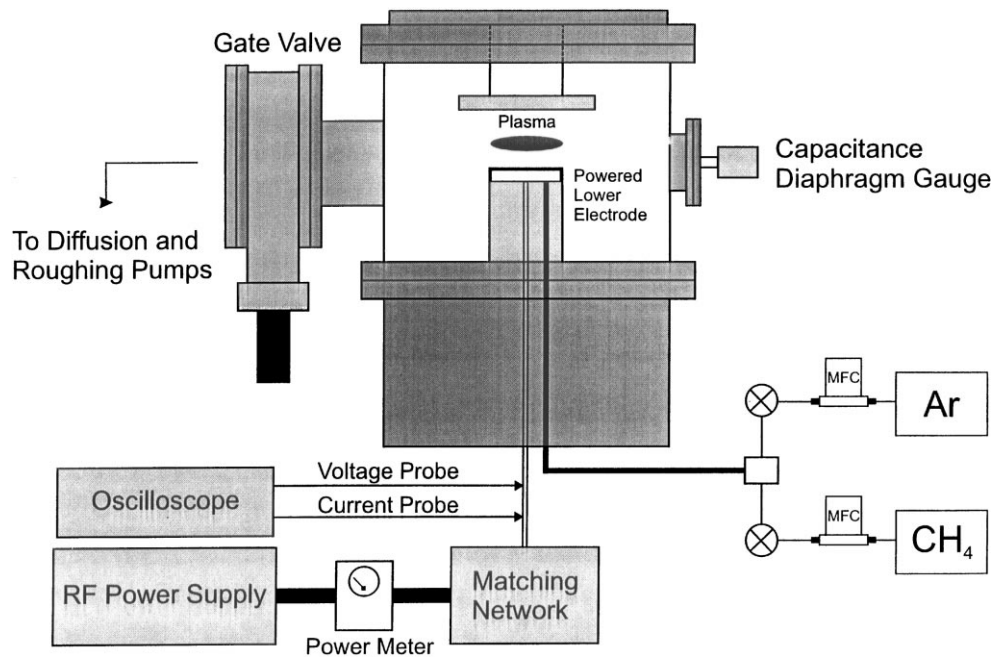 Gate Valve
Plasma
Powered
Lower
Electrode
Capacitance
Diaphragm Gauge
To Diffusion and
Roughing Pumps
MFC
Ar
MFC
CH₄
Voltage Probe
Oscilloscope
Current Probe
RF Power Supply
Matching
Network
Power Meter